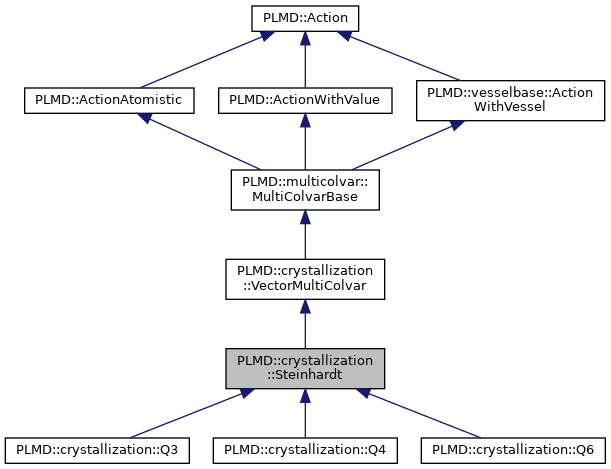 PLMD::Action
PLMD::ActionAtomistic
PLMD::ActionWithValue
PLMD::vesselbase::Action
WithVessel
PLMD::multicolvar::
MultiColvarBase
PLMD::crystallization
::VectorMultiColvar
PLMD::crystallization
::Steinhardt
PLMD::crystallization::Q3
PLMD::crystallization::Q4
PLMD::crystallization::Q6